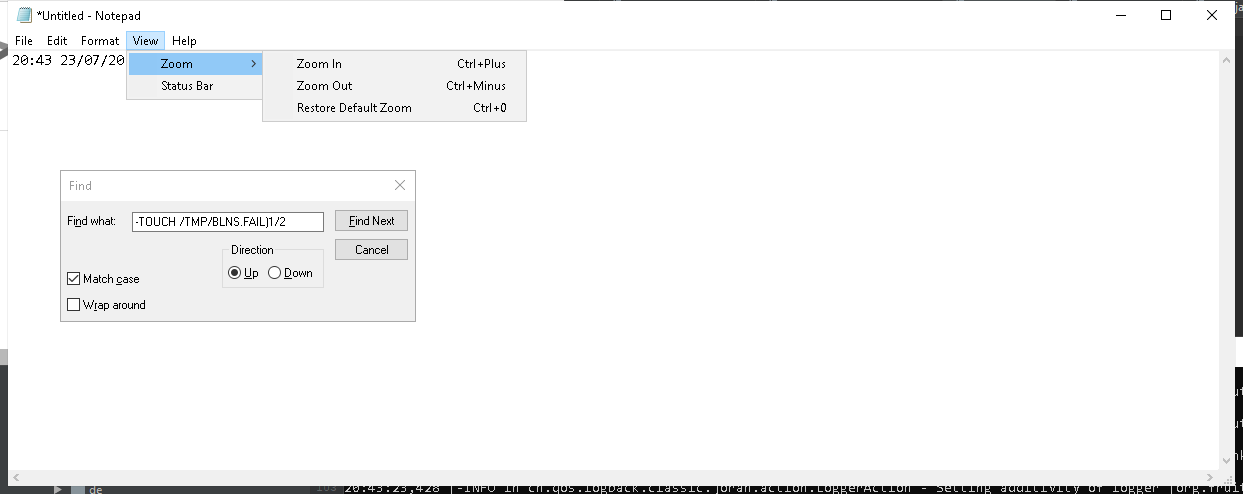 *Untitled - Notepad
File Edit Format View Help
20:43 23/07/20
Zoom
Status Bar
Zoom In Ctrl+Plus
Zoom Out Ctrl+Minus
Restore Default Zoom Ctrl+0
Find
Find what: -TOUCH /TMP/BLNS.FAIL)1/2 Find Next
Cancel
Direction
Up Down
Match case
Wrap around
de
20:43:23,428 |-INFO in ch.qos.logback.classic.joran.action.LoggerAction - Setting additivity of logger